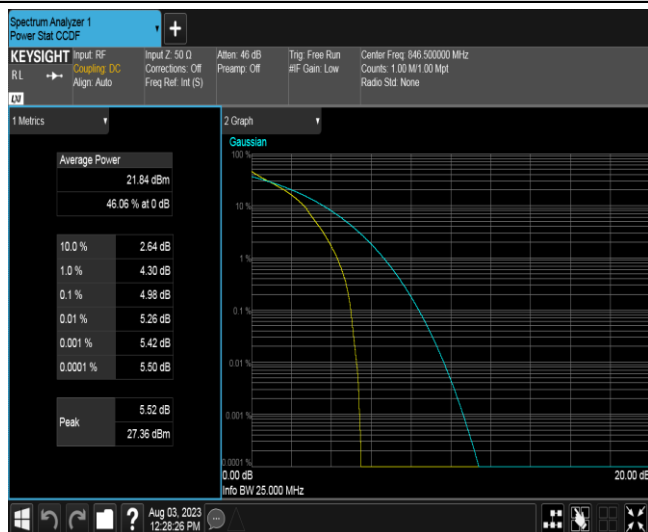 Spectrum Analyzer 1
Power Stat CCDF
KEYSIGHT
RL
LXI
Input: RF
Coupling: DC
Align: Auto
Input Z: 50 Ω
Corrections: Off
Freq Ref: Int (S)
Atten: 46 dB
Preamp: Off
Trig: Free Run
#IF Gain: Low
Center Freq: 846.500000 MHz
Counts: 1.00 M/1.00 Mpt
Radio Std: None
1 Metrics
Average Power
21.84 dBm
46.06 % at 0 dB
10.0 % 2.64 dB
1.0 % 4.30 dB
0.1 % 4.98 dB
0.01 % 5.26 dB
0.001 % 5.42 dB
0.0001 % 5.50 dB
Peak
5.52 dB
27.36 dBm
2 Graph
Gaussian
100 %
10 %
1 %
0.1 %
0.01 %
0.001 %
0.0001 %
0.00 dB 20.00 dB
Info BW 25.000 MHz
?
Aug 03, 2023
12:28:26 PM